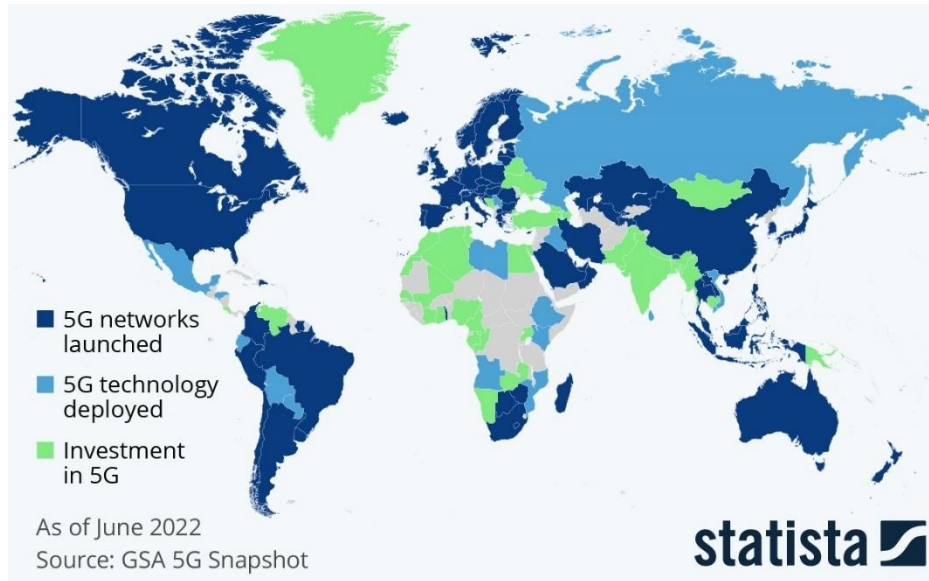 5G networks
launched
5G technology
deployed
Investment
in 5G
As of June 2022
Source: GSA 5G Snapshot
statista